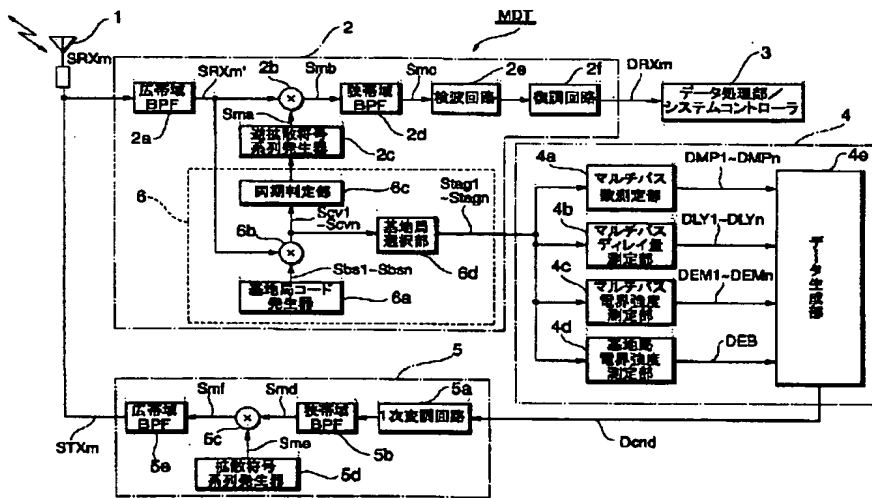 MDT
1
SRXm
2
広帯域
BPF
2a
SRXm'
2b
Smb
狭帯域
BPF
2d
Smc
検波回路
2e
復調回路
2f
DRXm
データ処理部/
システムコントローラ
3
Sma
逆拡散符号
系列発生器
2c
6
同期判定部
6c
Scv1
~Scvn
6b
基地局
選択部
6d
Stag1
~Stagn
Sbs1~Sbsn
基地局コード
発生器
6a
4
4a
マルチパス
数測定部
DMP1~DMPn
4b
マルチパス
ディレイ量
測定部
DLY1~DLYn
4c
マルチパス
電界強度
測定部
DEM1~DEMn
4d
基地局
電界強度
測定部
DEB
4e
データ生成部
5
広帯域
BPF
5e
Smf
5c
Smd
狭帯域
BPF
5b
5a
1次変調回路
Dcnd
STXm
Sme
拡散符号
系列発生器
5d